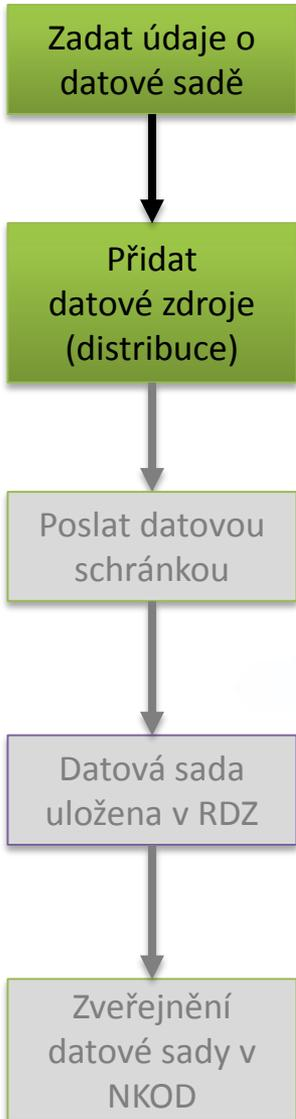 Zadat údaje o
datové sadě
Přidat
datové zdroje
(distribuce)
Poslat datovou
schránkou
Datová sada
uložena v RDZ
Zveřejnění
datové sady v
NKOD